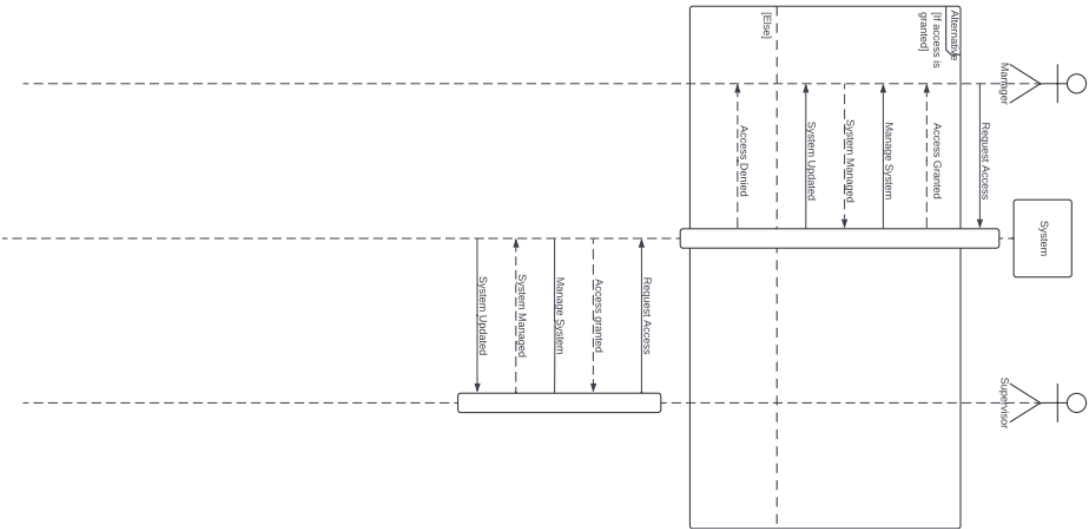 Manager
System
Supervisor
Request Access
Alternative
[If access is
granted]
Access Granted
Manage System
System Managed
System Updated
[Else]
Access Denied
Request Access
Access granted
Manage System
System Managed
System Updated